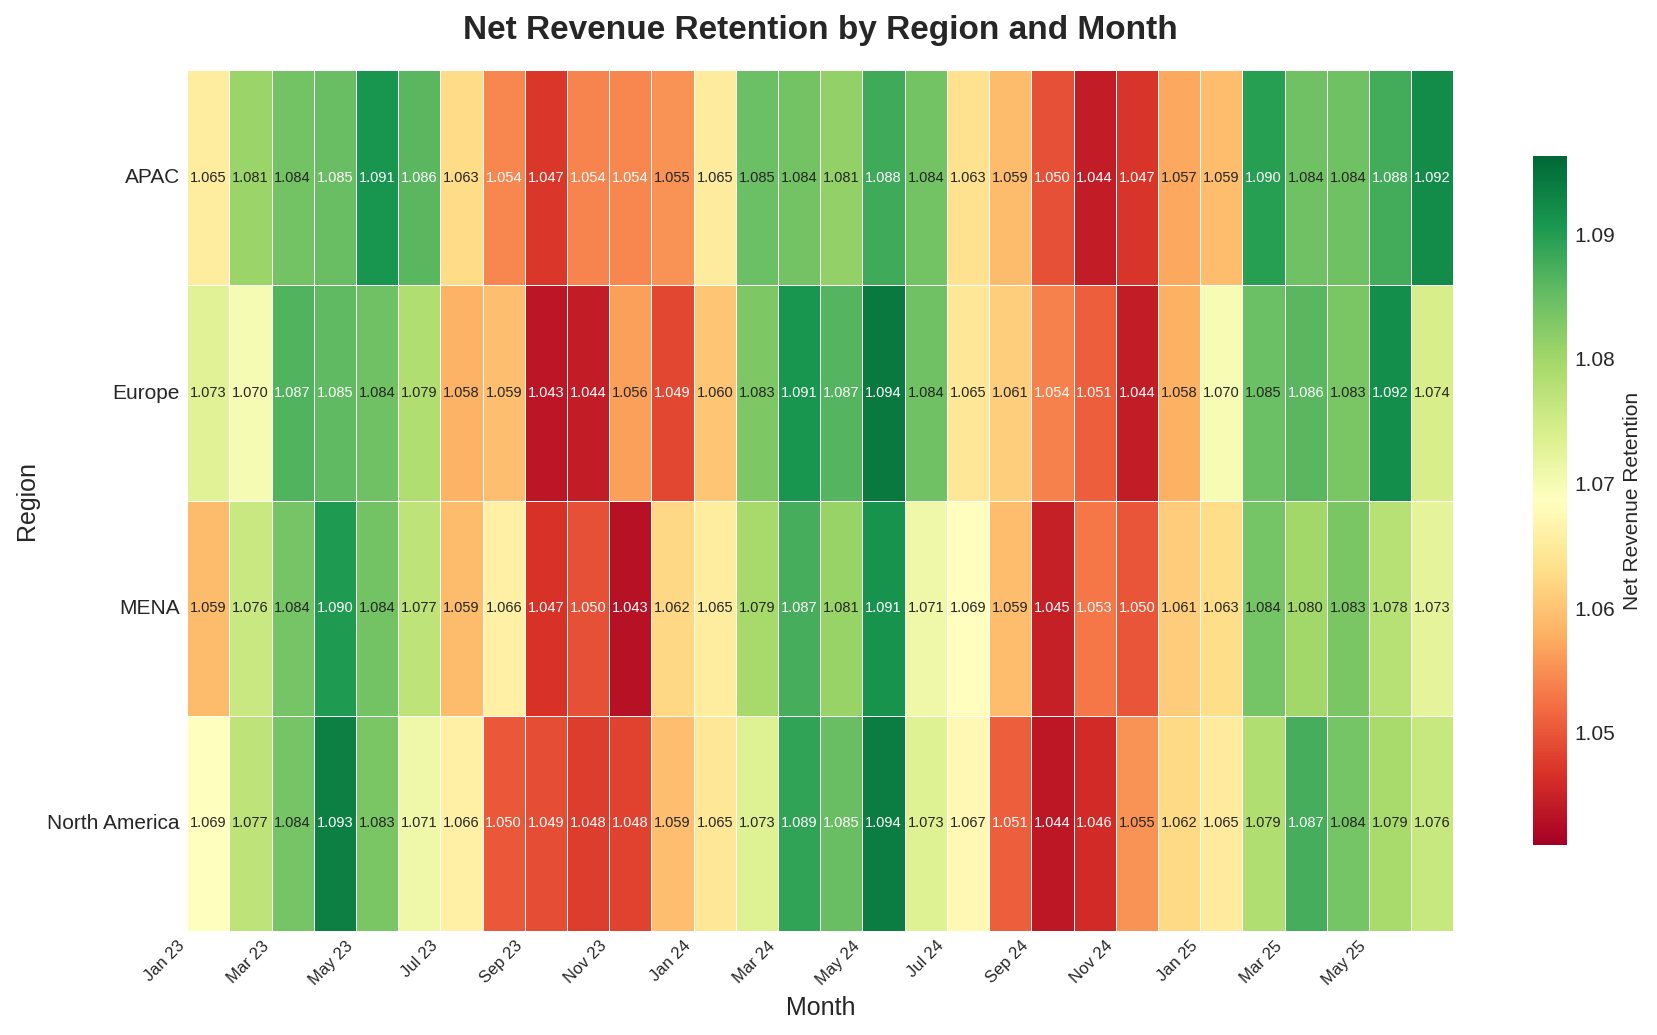 Net Revenue Retention by Region and Month
APAC 1.065 1.081 1.084 1.085 1.091 1.086 1.063 1.054 1.047 1.054 1.054 1.055 1.065 1.085 1.084 1.081 1.088 1.084 1.063 1.059 1.050 1.044 1.047 1.057 1.059 1.090 1.084 1.084 1.088 1.092
Europe 1.073 1.070 1.087 1.085 1.084 1.079 1.058 1.059 1.043 1.044 1.056 1.049 1.060 1.083 1.091 1.087 1.094 1.084 1.065 1.061 1.054 1.051 1.044 1.058 1.070 1.085 1.086 1.083 1.092 1.074
MENA 1.059 1.076 1.084 1.090 1.084 1.077 1.059 1.066 1.047 1.050 1.043 1.062 1.065 1.079 1.087 1.081 1.091 1.071 1.069 1.059 1.045 1.053 1.050 1.061 1.063 1.084 1.080 1.083 1.078 1.073
North America 1.069 1.077 1.084 1.093 1.083 1.071 1.066 1.050 1.049 1.048 1.048 1.059 1.065 1.073 1.089 1.085 1.094 1.073 1.067 1.051 1.044 1.046 1.055 1.062 1.065 1.079 1.087 1.084 1.079 1.076
Region
Jan 23 Mar 23 May 23 Jul 23 Sep 23 Nov 23 Jan 24 Mar 24 May 24 Jul 24 Sep 24 Nov 24 Jan 25 Mar 25 May 25
Month
1.09
1.08
1.07
1.06
1.05
Net Revenue Retention